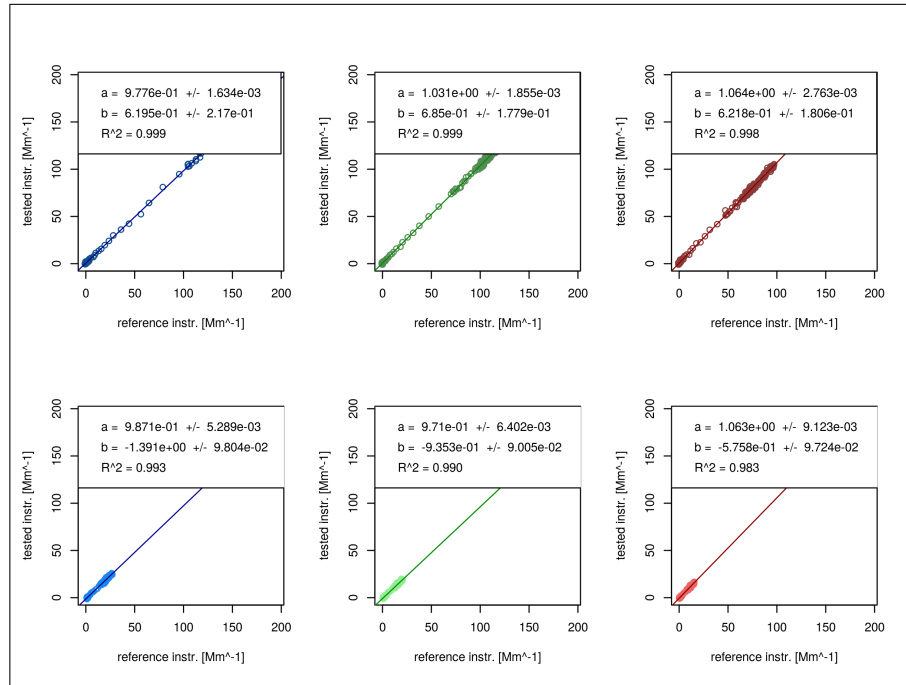 a = 9.776e-01 +/- 1.634e-03
b = 6.195e-01 +/- 2.17e-01
R^2 = 0.999
tested instr. [Mm^-1]
0 50 100 150 200
0 50 100 150 200
reference instr. [Mm^-1]
a = 1.031e+00 +/- 1.855e-03
b = 6.85e-01 +/- 1.779e-01
R^2 = 0.999
tested instr. [Mm^-1]
0 50 100 150 200
0 50 100 150 200
reference instr. [Mm^-1]
a = 1.064e+00 +/- 2.763e-03
b = 6.218e-01 +/- 1.806e-01
R^2 = 0.998
tested instr. [Mm^-1]
0 50 100 150 200
0 50 100 150 200
reference instr. [Mm^-1]
a = 9.871e-01 +/- 5.289e-03
b = -1.391e+00 +/- 9.804e-02
R^2 = 0.993
tested instr. [Mm^-1]
0 50 100 150 200
0 50 100 150 200
reference instr. [Mm^-1]
a = 9.71e-01 +/- 6.402e-03
b = -9.353e-01 +/- 9.005e-02
R^2 = 0.990
tested instr. [Mm^-1]
0 50 100 150 200
0 50 100 150 200
reference instr. [Mm^-1]
a = 1.063e+00 +/- 9.123e-03
b = -5.758e-01 +/- 9.724e-02
R^2 = 0.983
tested instr. [Mm^-1]
0 50 100 150 200
0 50 100 150 200
reference instr. [Mm^-1]